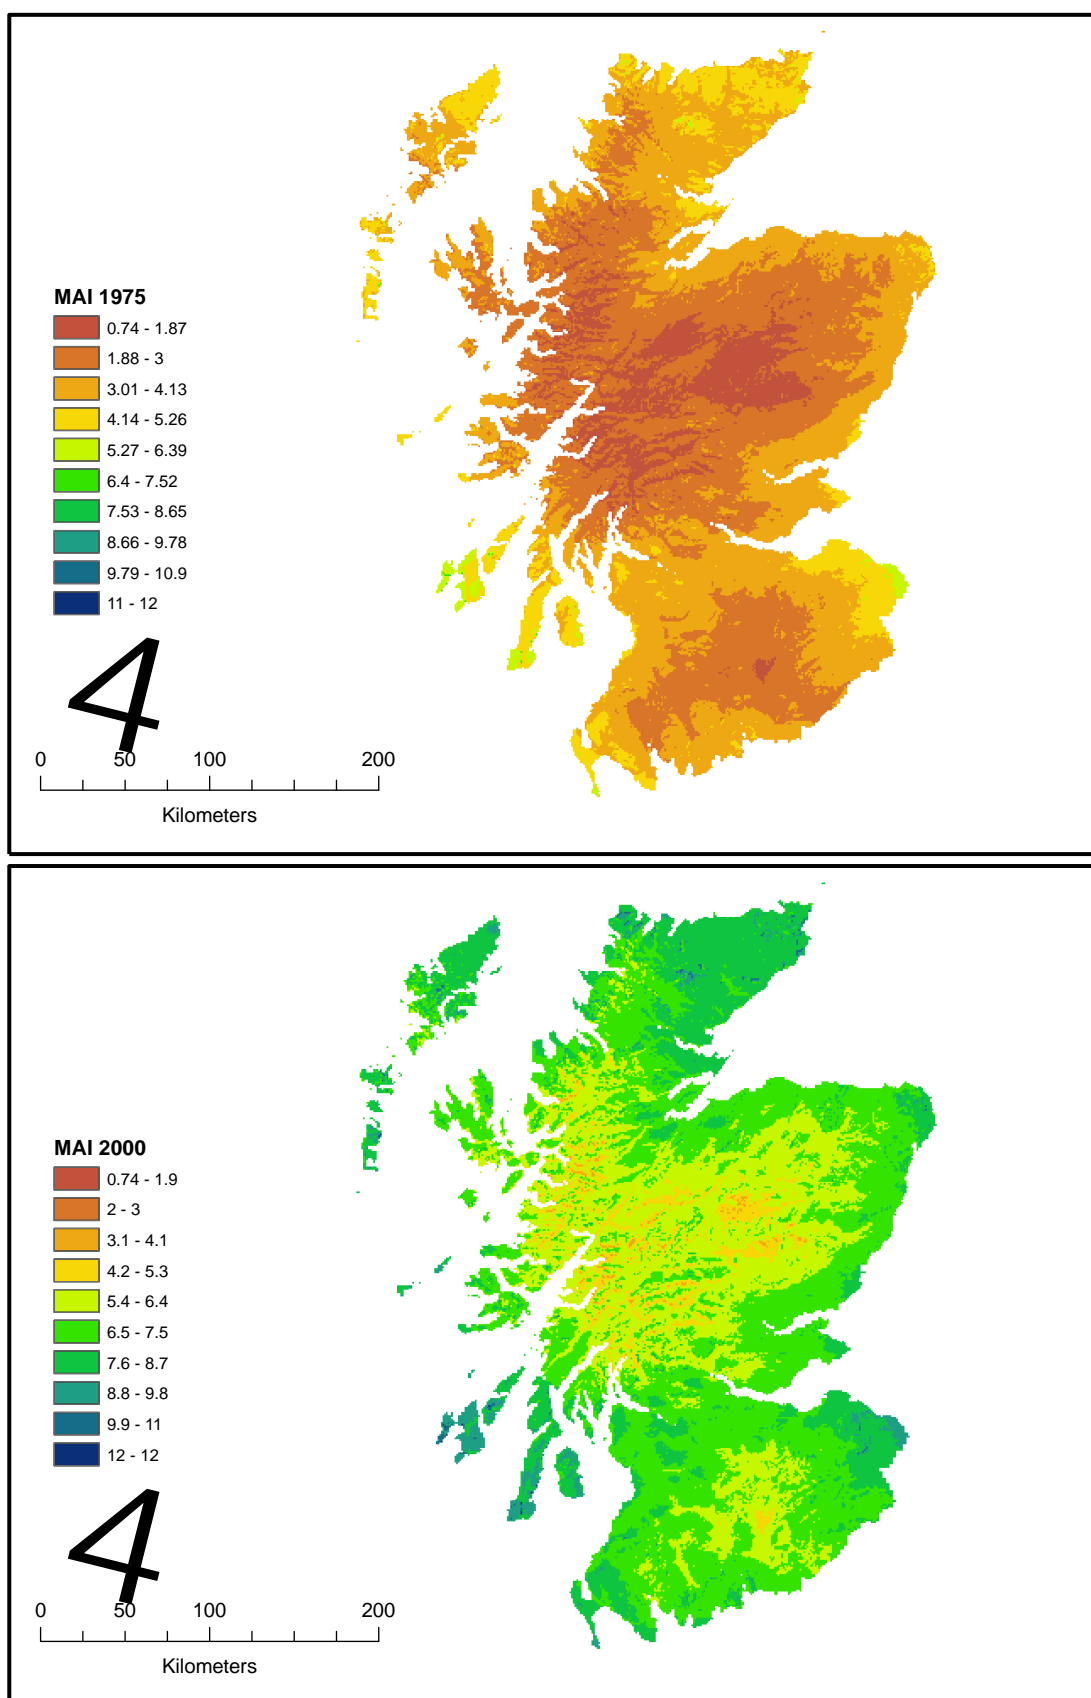 MAI 1975
0.74 - 1.87
1.88 - 3
3.01 - 4.13
4.14 - 5.26
5.27 - 6.39
6.4 - 7.52
7.53 - 8.65
8.66 - 9.78
9.79 - 10.9
11 - 12
4
0 50 100 200
Kilometers
MAI 2000
0.74 - 1.9
2 - 3
3.1 - 4.1
4.2 - 5.3
5.4 - 6.4
6.5 - 7.5
7.6 - 8.7
8.8 - 9.8
9.9 - 11
12 - 12
4
0 50 100 200
Kilometers